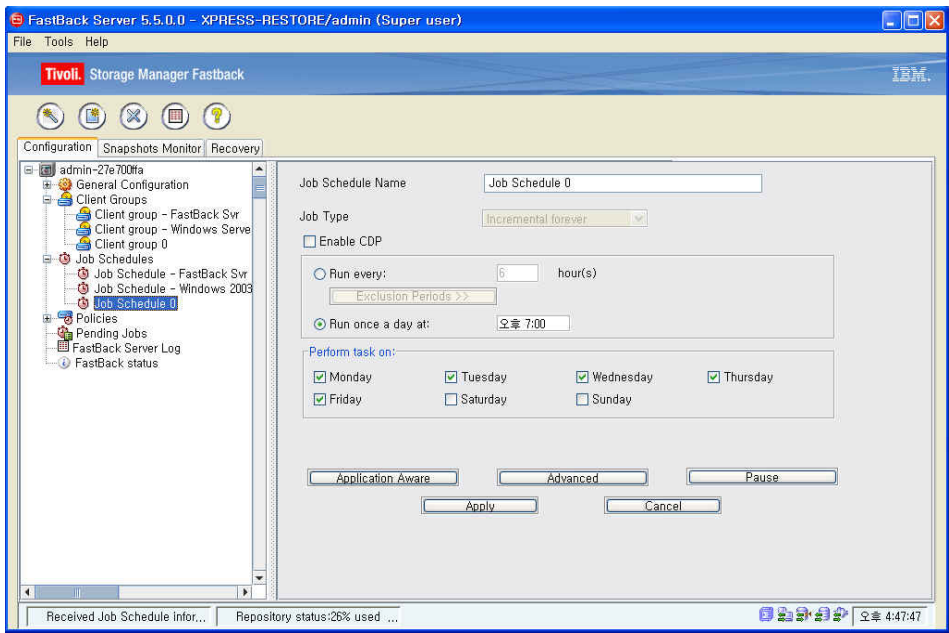 FastBack Server 5.5.0.0 - XPRESS-RESTORE/admin (Super user)
File Tools Help
Tivoli. Storage Manager Fastback
IBM.
Configuration Snapshots Monitor Recovery
admin-27e700ffa
General Configuration
Client Groups
Client group - FastBack Svr
Client group - Windows Serve
Client group 0
Job Schedules
Job Schedule - FastBack Svr
Job Schedule - Windows 2003
Job Schedule 0
Policies
Pending Jobs
FastBack Server Log
FastBack status
Job Schedule Name Job Schedule 0
Job Type Incremental forever
Enable CDP
Run every: 6 hour(s)
Exclusion Periods >>
Run once a day at: 오후 7:00
Perform task on:
Monday Tuesday Wednesday Thursday
Friday Saturday Sunday
Application Aware Advanced Pause
Apply Cancel
Received Job Schedule infor... Repository status:26% used ... 오후 4:47:47